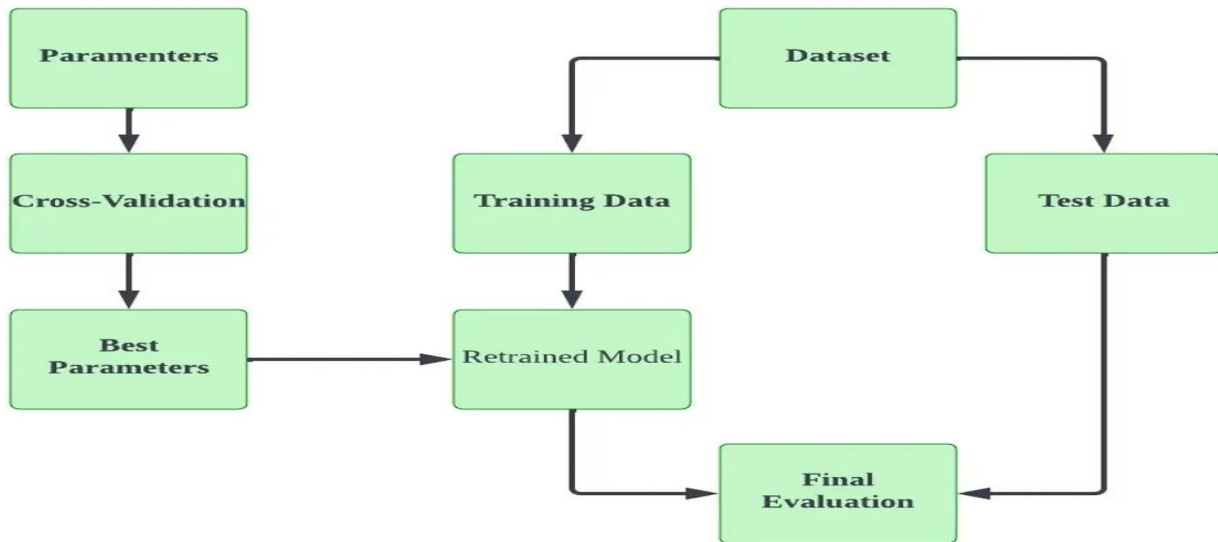 Paramenters
Dataset
Cross-Validation
Training Data
Test Data
Best
Parameters
Retrained Model
Final
Evaluation